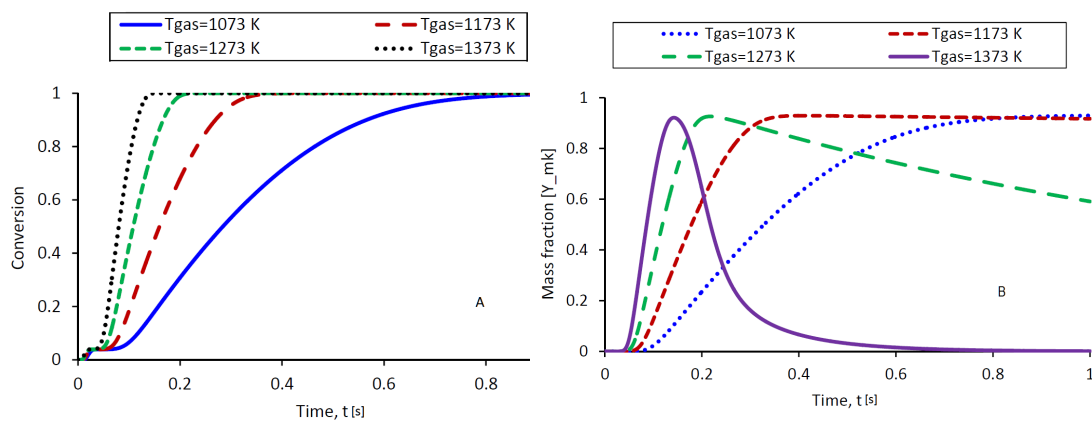 Tgas=1073 K Tgas=1173 K
Tgas=1273 K Tgas=1373 K
Conversion
1
0.8
0.6
0.4
0.2
0
A
0 0.2 0.4 0.6 0.8
Time, t [s]
Tgas=1073 K Tgas=1173 K
Tgas=1273 K Tgas=1373 K
Mass fraction [Y_mk]
1
0.8
0.6
0.4
0.2
0
B
0 0.2 0.4 0.6 0.8 1
Time, t [s]